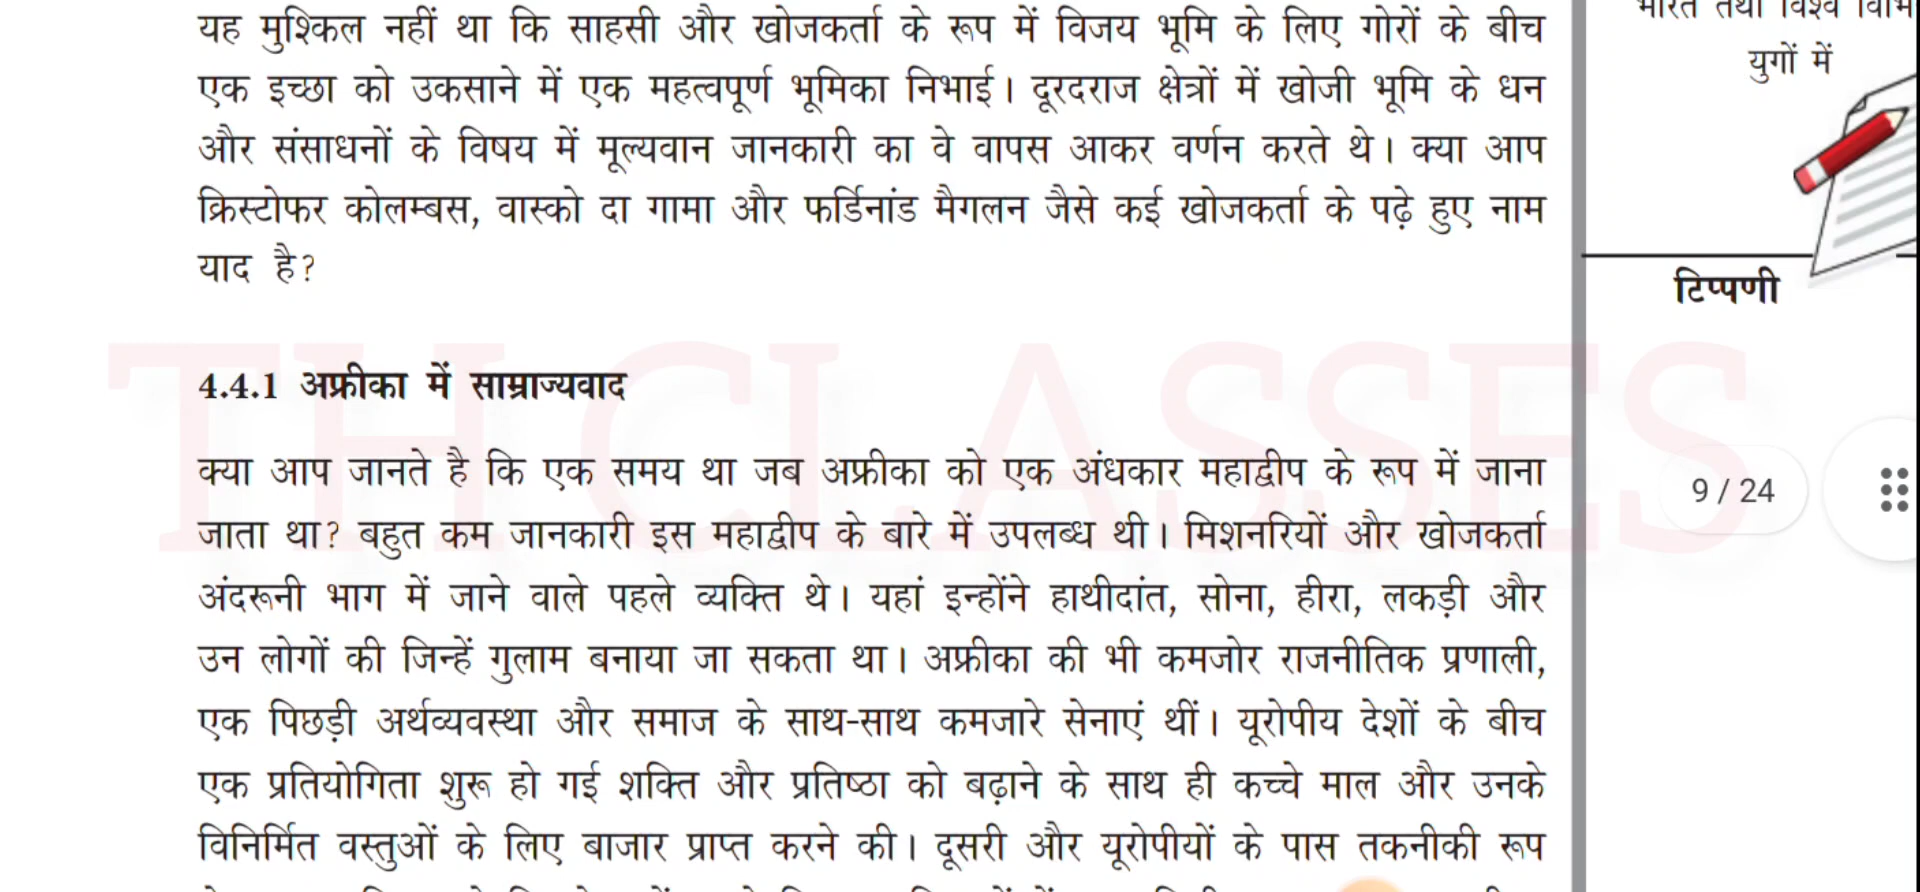 यह मुश्किल नहीं था कि साहसी और खोजकर्ता के रूप में विजय भूमि के लिए गोरों के बीच
एक इच्छा को उकसाने में एक महत्वपूर्ण भूमिका निभाई। दूरदराज क्षेत्रों में खोजी भूमि के धन
और संसाधनों के विषय में मूल्यवान जानकारी का वे वापस आकर वर्णन करते थे। क्या आप
क्रिस्टोफर कोलम्बस, वास्को दा गामा और फर्डिनांड मैगलन जैसे कई खोजकर्ता के पढ़े हुए नाम
याद है?
4.4.1 अफ्रीका में साम्राज्यवाद
क्या आप जानते है कि एक समय था जब अफ्रीका को एक अंधकार महाद्वीप के रूप में जाना
जाता था? बहुत कम जानकारी इस महाद्वीप के बारे में उपलब्ध थी। मिशनरियों और खोजकर्ता
अंदरूनी भाग में जाने वाले पहले व्यक्ति थे। यहां इन्होंने हाथीदांत, सोना, हीरा, लकड़ी और
उन लोगों की जिन्हें गुलाम बनाया जा सकता था। अफ्रीका की भी कमजोर राजनीतिक प्रणाली,
एक पिछड़ी अर्थव्यवस्था और समाज के साथ-साथ कमजारे सेनाएं थीं। यूरोपीय देशों के बीच
एक प्रतियोगिता शुरू हो गई शक्ति और प्रतिष्ठा को बढ़ाने के साथ ही कच्चे माल और उनके
विनिर्मित वस्तुओं के लिए बाजार प्राप्त करने की। दूसरी और यूरोपीयों के पास तकनीकी रूप
भारत तथा विश्व
युगों में
टिप्पणी
9 / 24
TH CLASSES